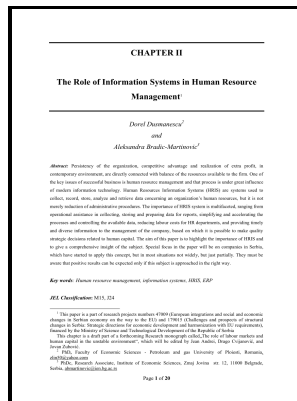 CHAPTER II
The Role of Information Systems in Human Resource
Management¹
Dorel Dusmanescu²
and
Aleksandra Bradic-Martinovic³
Abstract: Persistency of the organization, competitive advantage and realization of extra profit, in
contemporary environment, are directly connected with balance of the resources available to the firm. One
of the key issues of successful business is human resource management and that process is under great influence
of modern information technology. Human Resources Information Systems (HRIS) are systems used to
collect, record, store, analyze and retrieve data concerning an organization's human resources, but it is not
merely reduction of administrative procedures. The importance of HRIS system is multifaceted, ranging from
operational assistance in collecting, storing and preparing data for reports, simplifying and accelerating the
processes and controlling the available data, reducing labour costs for HR departments, and providing timely
and diverse information to the management of the company, based on which it is possible to make quality
strategic decisions related to human capital. The aim of this paper is to highlight the importance of HRIS and
to give a comprehensive insight of the subject. Special focus in the paper will be on companies in Serbia,
which have started to apply this concept, but in most situations not widely, but just partially. They must be
aware that positive results can be expected only if this subject is approached in the right way.
Key words: Human resource management, information systems, HRIS, ERP
JEL Classification: M15, J24
¹ This paper is a part of research projects numbers 47009 (European integrations and social and economic
changes in Serbian economy on the way to the EU) and 179015 (Challenges and prospects of structural
changes in Serbia: Strategic directions for economic development and harmonization with EU requirements),
financed by the Ministry of Science and Technological Development of the Republic of Serbia
This chapter is a draft part of a forthcoming Research monograph called „The role of labour markets and
human capital in the unstable environment", which will be edited by Jean Andrei, Dragos Cvijanović, and
Jovan Zubović.
² PhD, Faculty of Economic Sciences - Petroleum and gas University of Ploiesti, Romania,
³ PhD, Research Associate, Institute of Economic Sciences, Zmaj Jovina str. 12, 11000 Belgrade,
Serbia,
Page 1 of 20